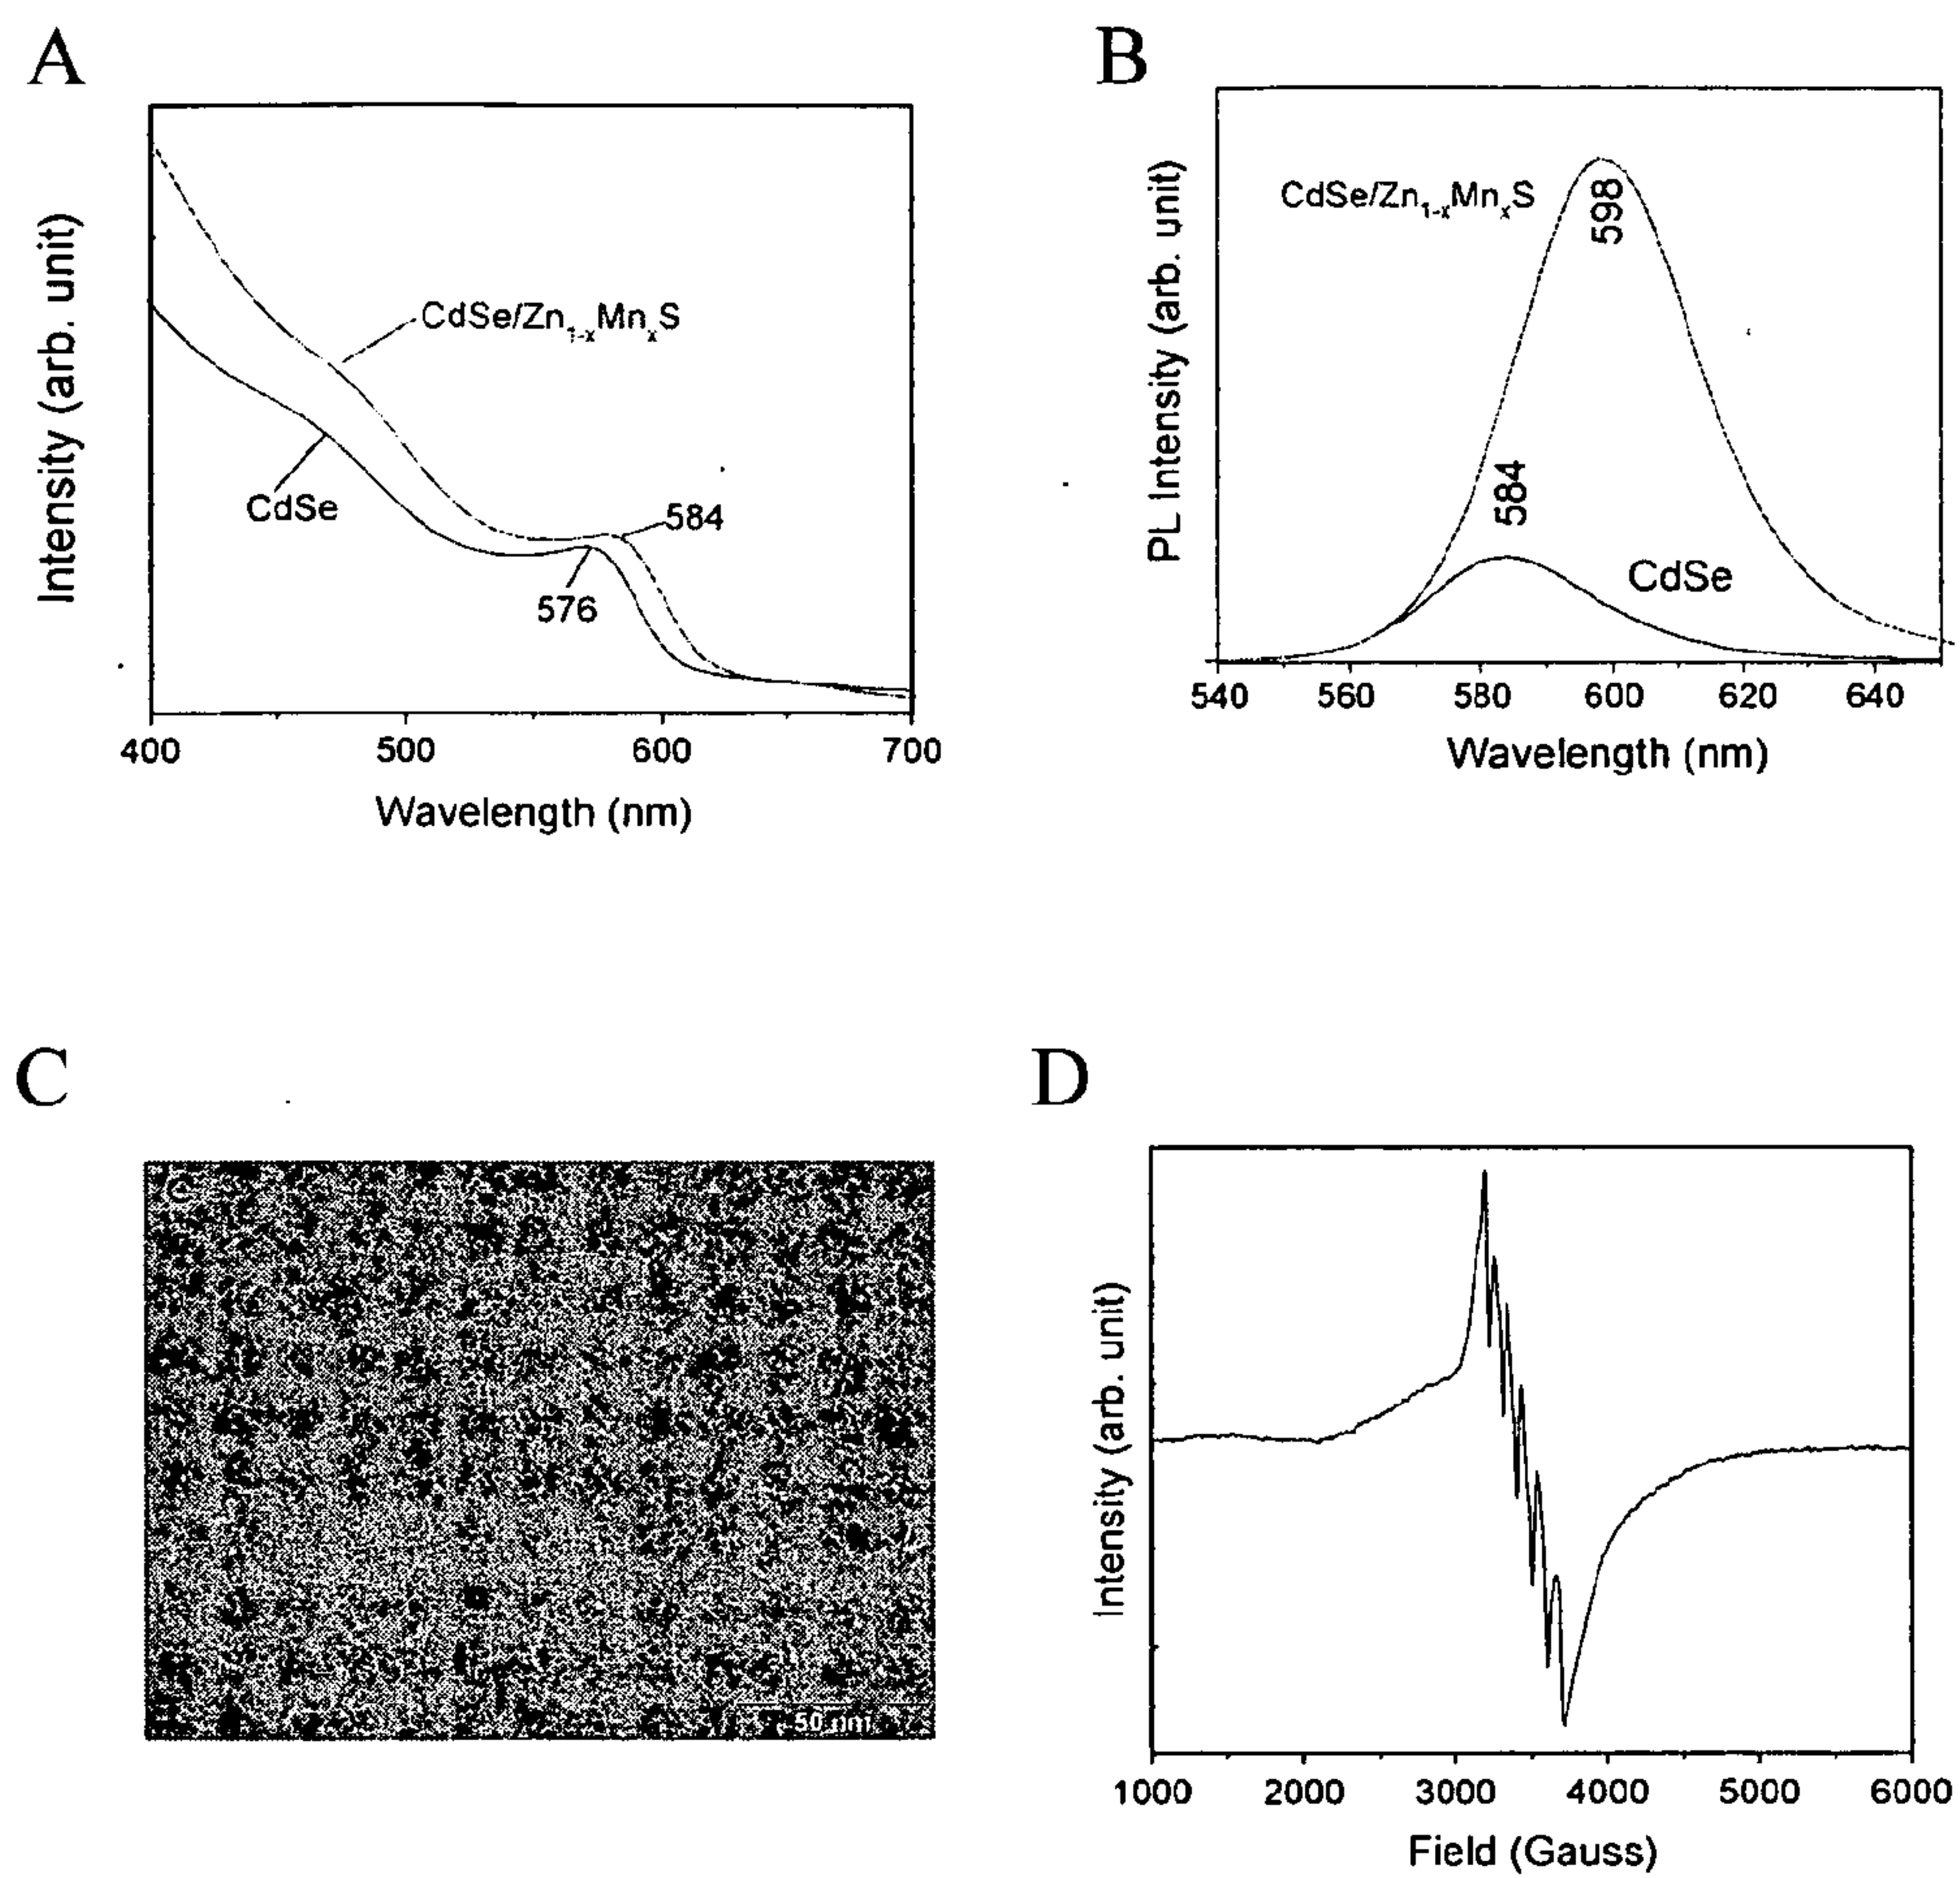 A
Intensity (arb. unit)
CdSe/Zn₁₋ₓMnₓS
CdSe
584
576
400 500 600 700
Wavelength (nm)
B
PL Intensity (arb. unit)
CdSe/Zn₁₋ₓMnₓS
598
584
CdSe
540 560 580 600 620 640
Wavelength (nm)
C
C
50 nm
D
Intensity (arb. unit)
1000 2000 3000 4000 5000 6000
Field (Gauss)